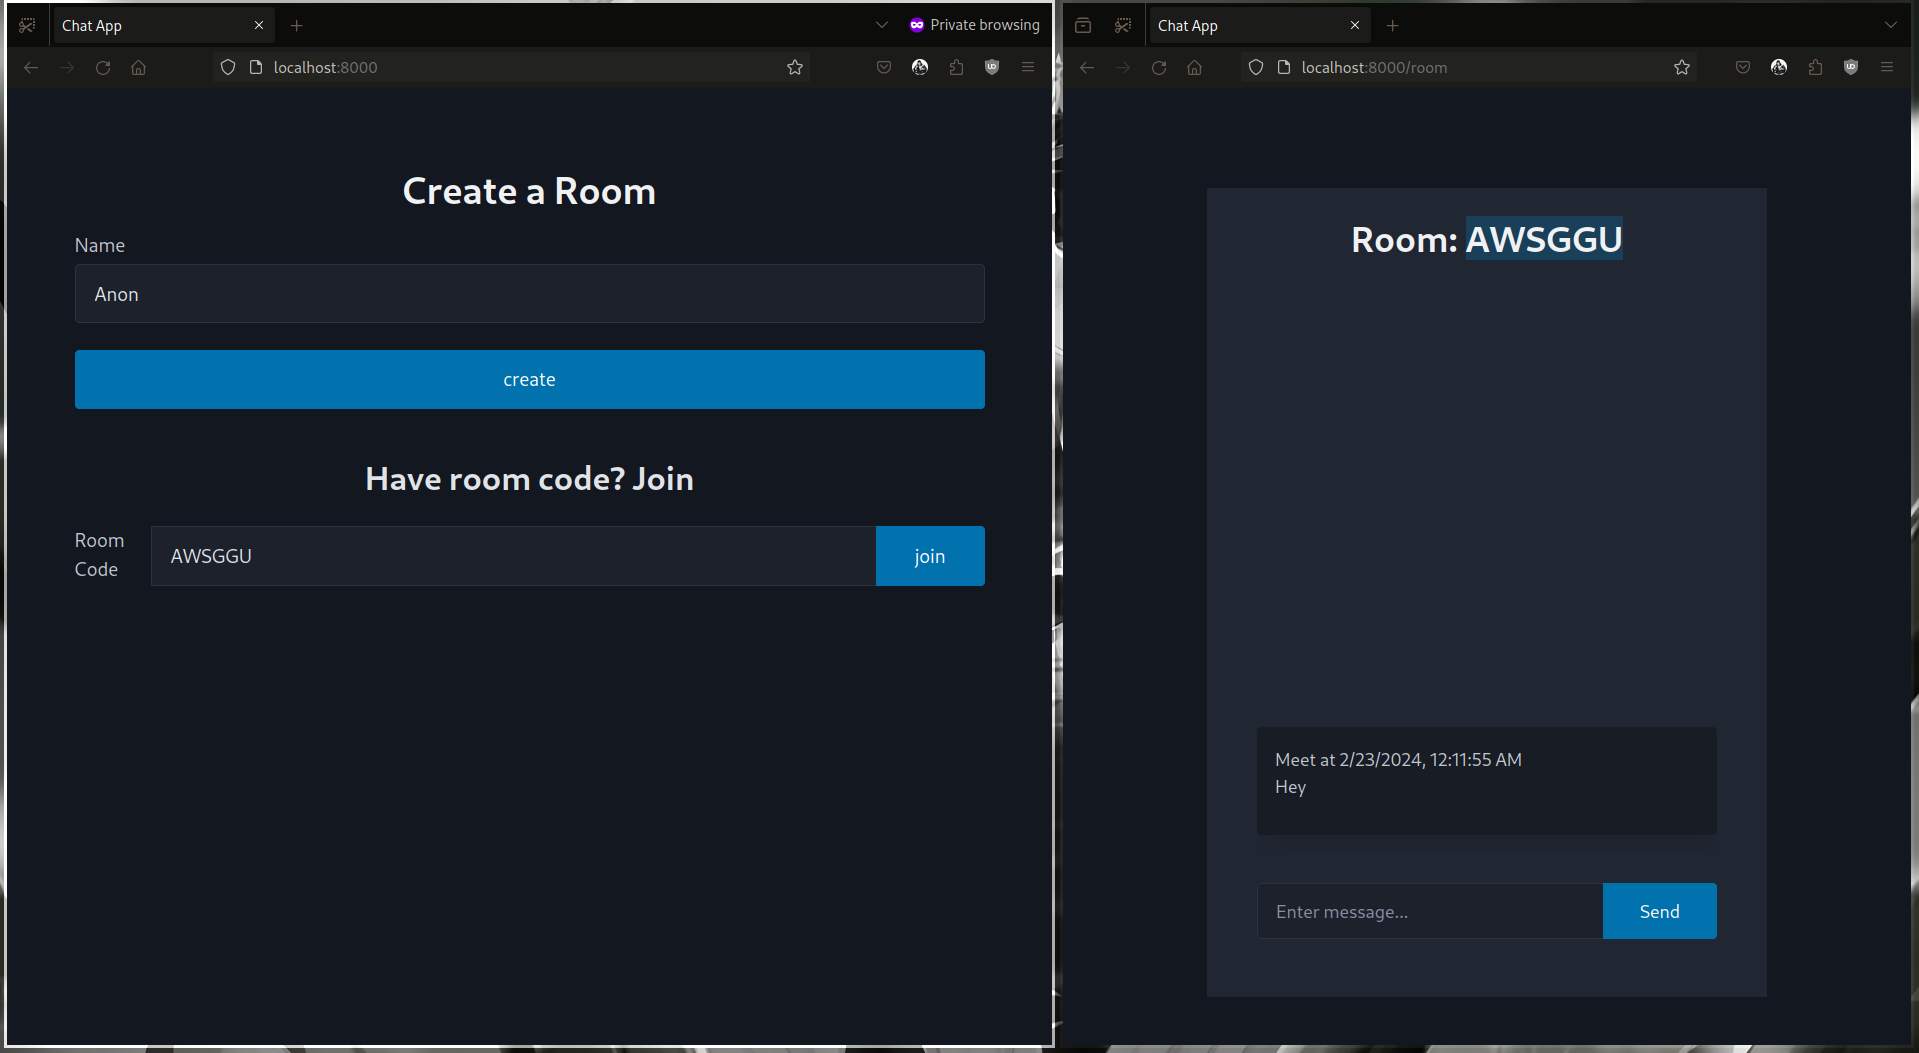 Chat App
Private browsing
localhost:8000
Create a Room
Name
Anon
create
Have room code? Join
Room
Code
AWSGGU
join
Chat App
localhost:8000/room
Room: AWSGGU
Meet at 2/23/2024, 12:11:55 AM
Hey
Enter message...
Send